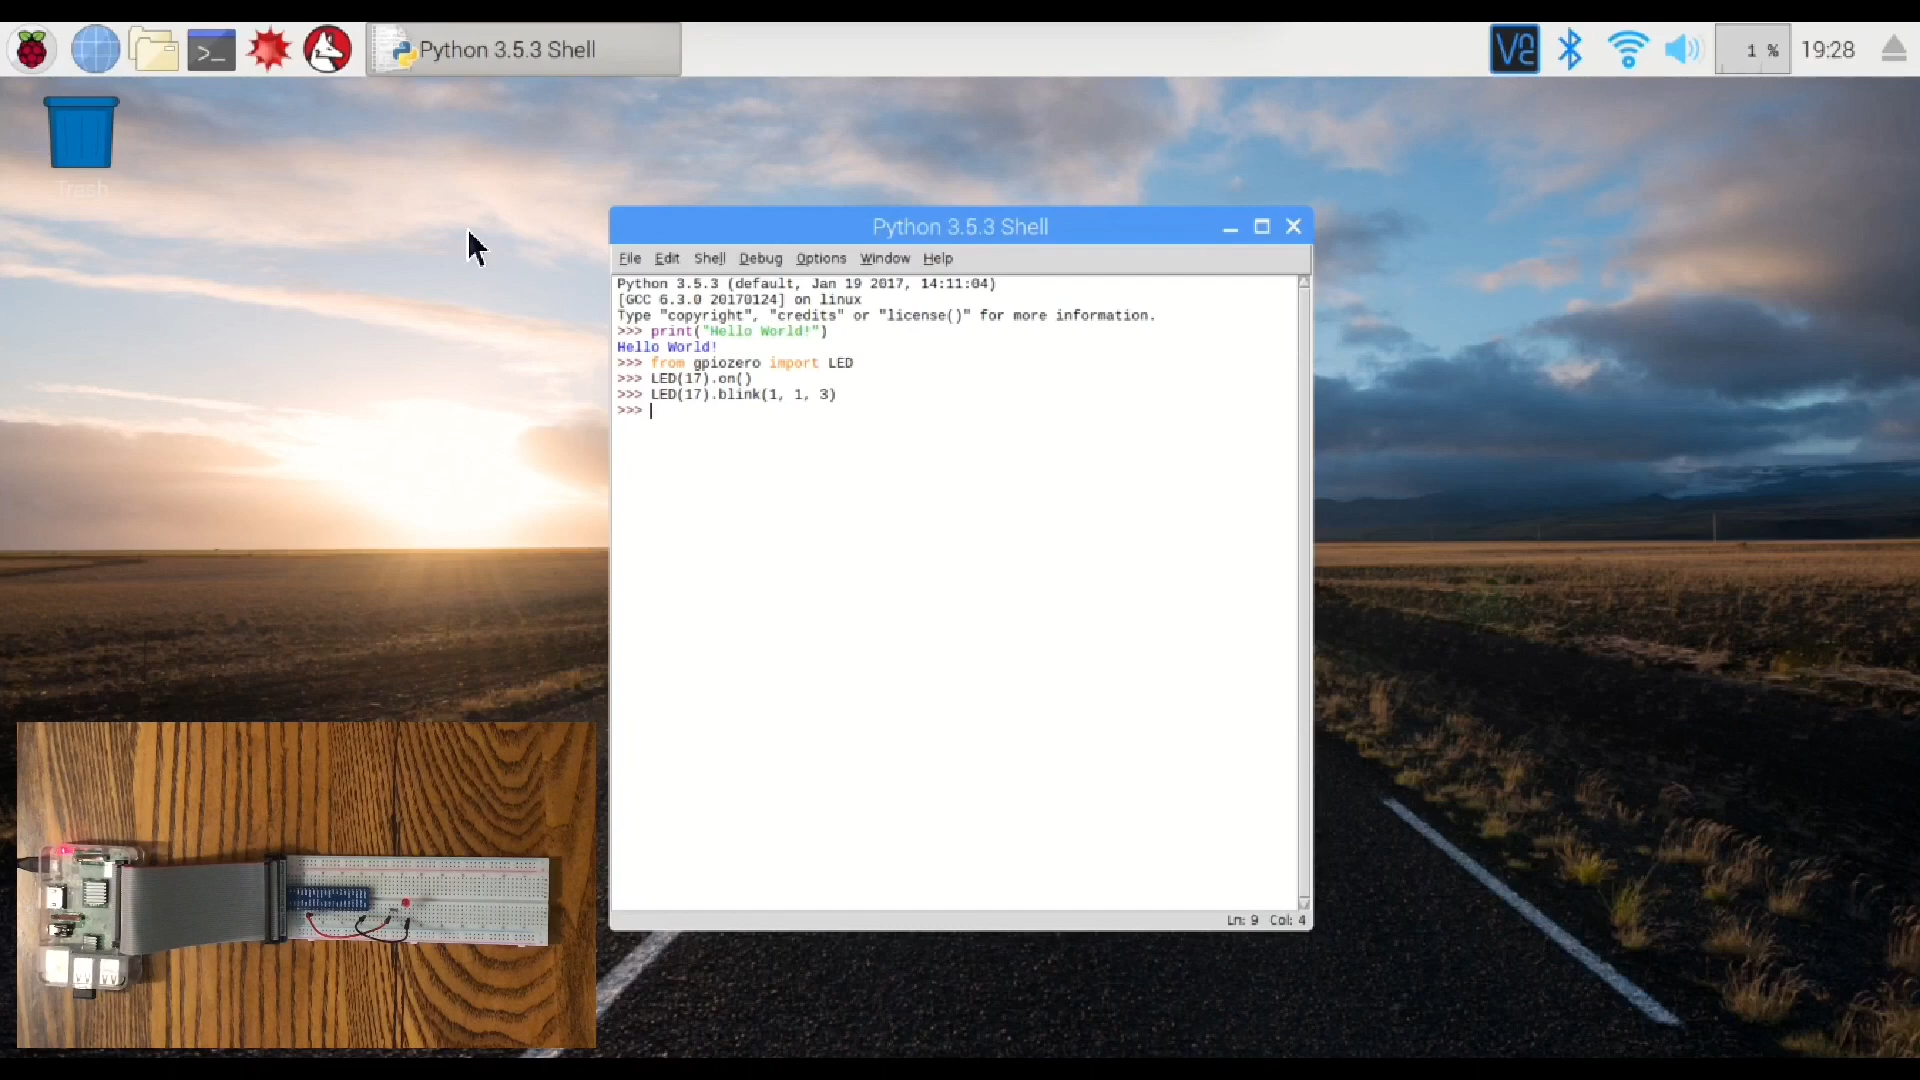 Python 3.5.3 Shell
1 %
19:28
Trash
Python 3.5.3 Shell
File Edit Shell Debug Options Window Help
Python 3.5.3 (default, Jan 19 2017, 14:11:04)
[GCC 6.3.0 20170124] on linux
Type "copyright", "credits" or "license()" for more information.
>>> print("Hello World!")
Hello World!
>>> from gpiozero import LED
>>> LED(17).on()
>>> LED(17).blink(1, 1, 3)
>>>
Ln: 9 Col: 4